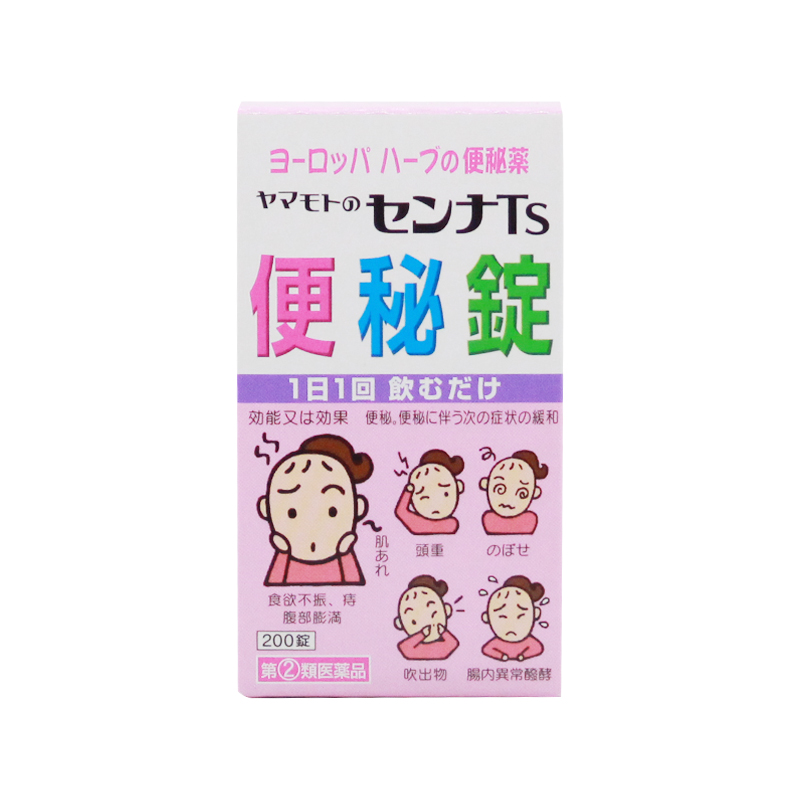 ヨーロッパ ハーブの便秘薬
ヤマモトのセンナTS
便秘錠
1日1回 飲むだけ
効能又は効果 便秘。便秘に伴う次の症状の緩和
肌あれ
頭重
のぼせ
食欲不振、痔
腹部膨満
吹出物
腸内異常醗酵
200錠
第②類医薬品